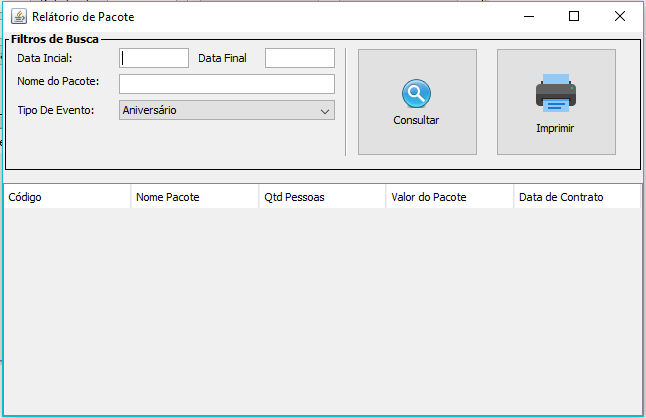 Relátorio de Pacote
Filtros de Busca
Data Incial:
Data Final
Nome do Pacote:
Tipo De Evento:
Aniversário
Consultar
Imprimir
Código
Nome Pacote
Qtd Pessoas
Valor do Pacote
Data de Contrato